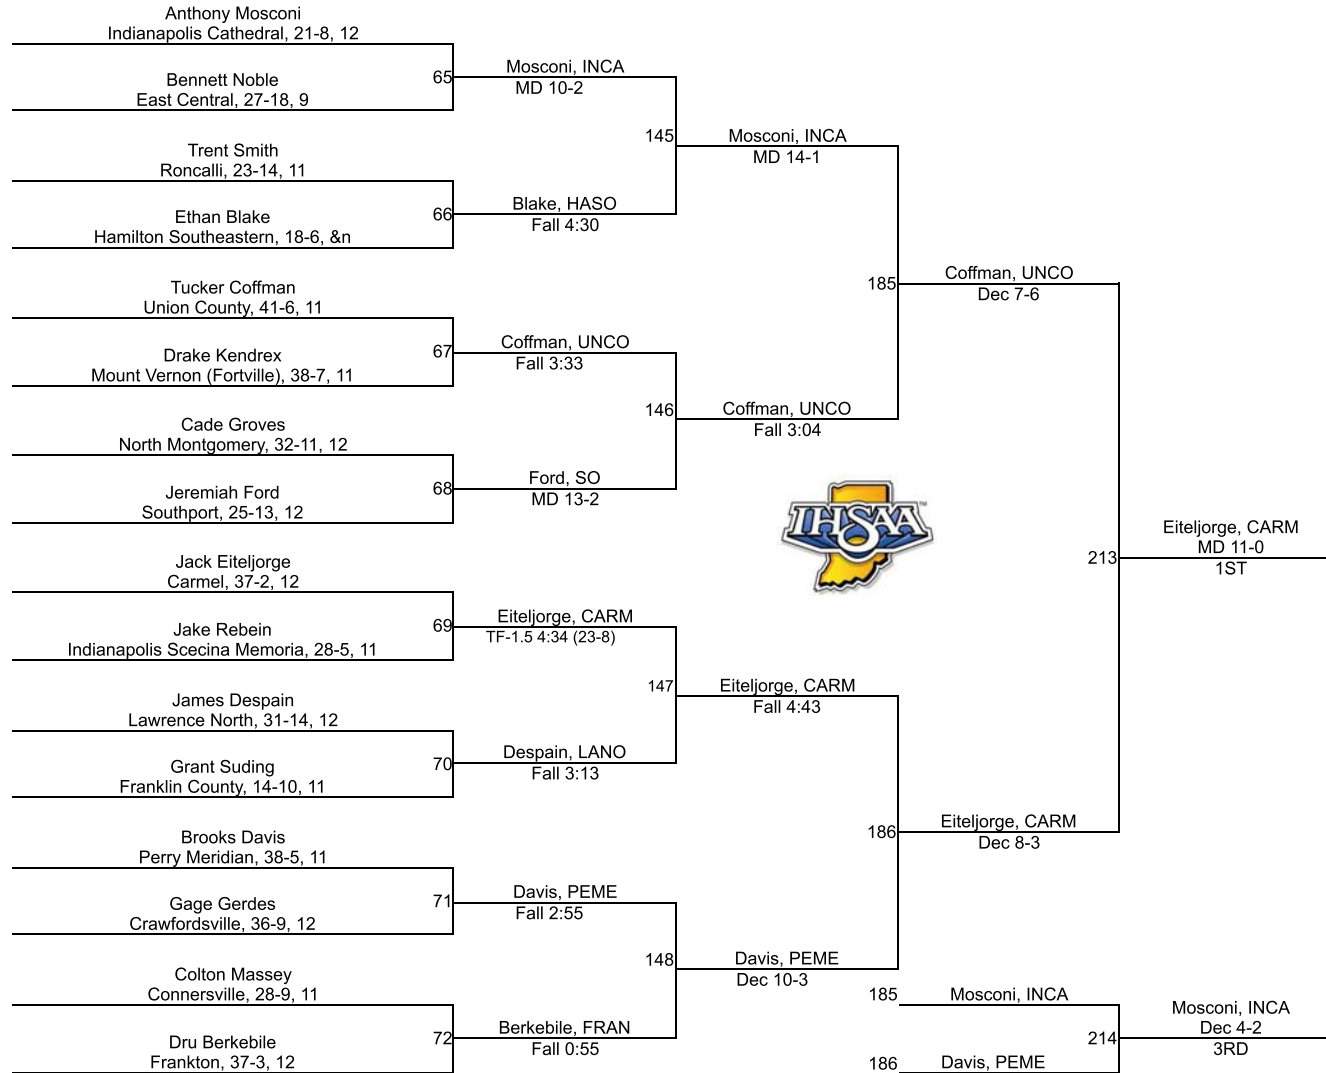 Anthony Mosconi
Indianapolis Cathedral, 21-8, 12
65
Bennett Noble
East Central, 27-18, 9
Mosconi, INCA
MD 10-2
Trent Smith
Roncalli, 23-14, 11
66
Ethan Blake
Hamilton Southeastern, 18-6, &n
Blake, HASO
Fall 4:30
145
Mosconi, INCA
MD 14-1
Tucker Coffman
Union County, 41-6, 11
67
Drake Kendrex
Mount Vernon (Fortville), 38-7, 11
Coffman, UNCO
Fall 3:33
Cade Groves
North Montgomery, 32-11, 12
68
Jeremiah Ford
Southport, 25-13, 12
Ford, SO
MD 13-2
146
Coffman, UNCO
Fall 3:04
185
Coffman, UNCO
Dec 7-6
IHSAA
TM
Jack Eiteljorge
Carmel, 37-2, 12
69
Jake Rebein
Indianapolis Scecina Memoria, 28-5, 11
Eiteljorge, CARM
TF-1.5 4:34 (23-8)
James Despain
Lawrence North, 31-14, 12
70
Grant Suding
Franklin County, 14-10, 11
Despain, LANO
Fall 3:13
147
Eiteljorge, CARM
Fall 4:43
Brooks Davis
Perry Meridian, 38-5, 11
71
Gage Gerdes
Crawfordsville, 36-9, 12
Davis, PEME
Fall 2:55
Colton Massey
Connersville, 28-9, 11
72
Dru Berkebile
Frankton, 37-3, 12
Berkebile, FRAN
Fall 0:55
148
Davis, PEME
Dec 10-3
186
Eiteljorge, CARM
Dec 8-3
213
Eiteljorge, CARM
MD 11-0
1ST
185
Mosconi, INCA
186
Davis, PEME
214
Mosconi, INCA
Dec 4-2
3RD